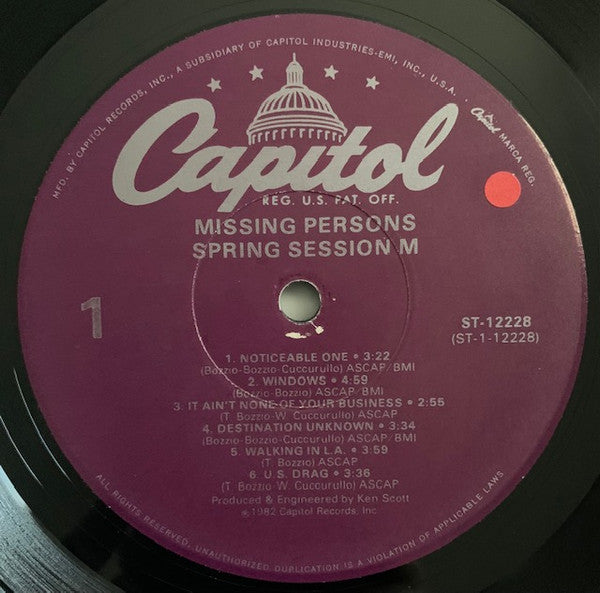 MFD. BY CAPITOL RECORDS, INC., A SUBSIDIARY OF CAPITOL INDUSTRIES-EMI, INC., U.S.A.
Capitol MARCA REG.
Capitol
REG. U.S. PAT. OFF.
MISSING PERSONS
SPRING SESSION M
1
ST-12228
(ST-1-12228)
1. NOTICEABLE ONE • 3:22
(Bozzio-Bozzio-Cuccurullo) ASCAP/BMI
2. WINDOWS • 4:59
(Bozzio-Bozzio) ASCAP/BMI
3. IT AIN'T NONE OF YOUR BUSINESS • 2:55
(T. Bozzio-W. Cuccurullo) ASCAP
4. DESTINATION UNKNOWN • 3:34
(Bozzio-Bozzio-Cuccurullo) ASCAP/BMI
5. WALKING IN L.A. • 3:59
(T. Bozzio) ASCAP
6. U.S. DRAG • 3:36
(T. Bozzio-W. Cuccurullo) ASCAP
Produced & Engineered by Ken Scott
℗ 1982 Capitol Records, Inc
ALL RIGHTS RESERVED. UNAUTHORIZED DUPLICATION IS A VIOLATION OF APPLICABLE LAWS